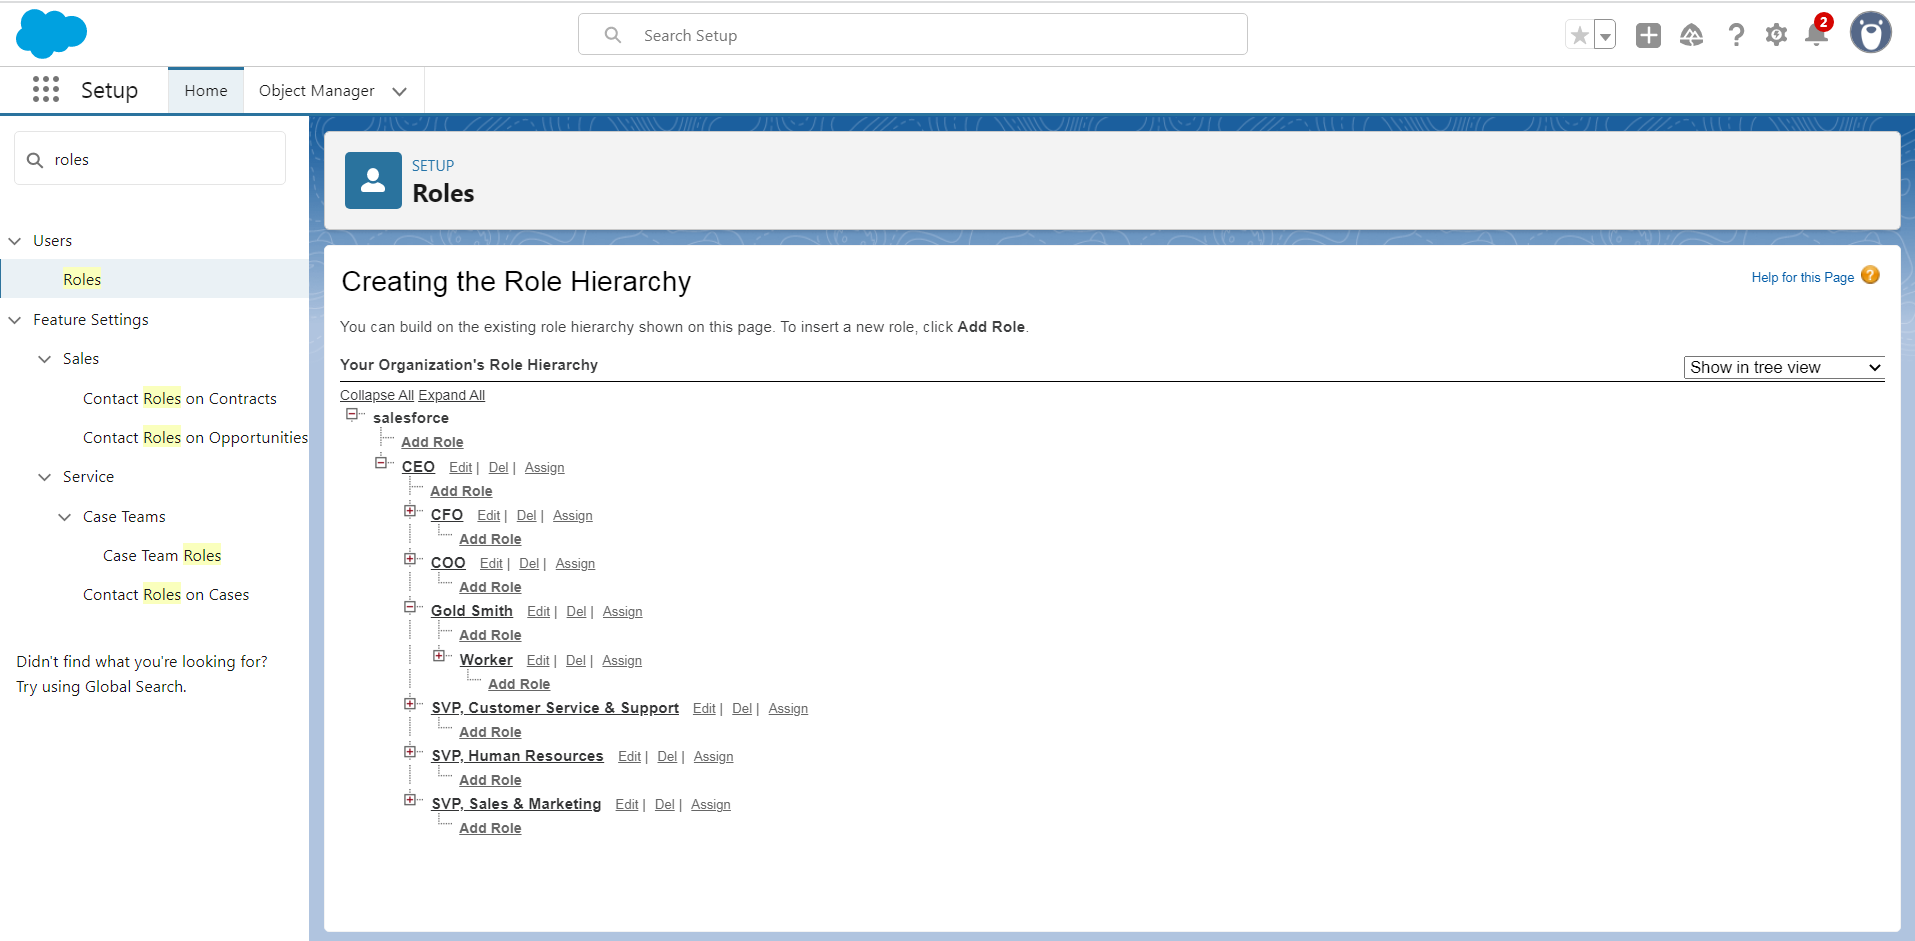 Search Setup
2
Setup
Home
Object Manager
roles
Users
Roles
Feature Settings
Sales
Contact Roles on Contracts
Contact Roles on Opportunities
Service
Case Teams
Case Team Roles
Contact Roles on Cases
Didn't find what you're looking for?
Try using Global Search.
SETUP
Roles
Creating the Role Hierarchy
Help for this Page ?
You can build on the existing role hierarchy shown on this page. To insert a new role, click Add Role.
Your Organization's Role Hierarchy
Show in tree view
Collapse All Expand All
salesforce
Add Role
CEO Edit | Del | Assign
Add Role
CFO Edit | Del | Assign
Add Role
COO Edit | Del | Assign
Add Role
Gold Smith Edit | Del | Assign
Add Role
Worker Edit | Del | Assign
Add Role
SVP, Customer Service & Support Edit | Del | Assign
Add Role
SVP, Human Resources Edit | Del | Assign
Add Role
SVP, Sales & Marketing Edit | Del | Assign
Add Role